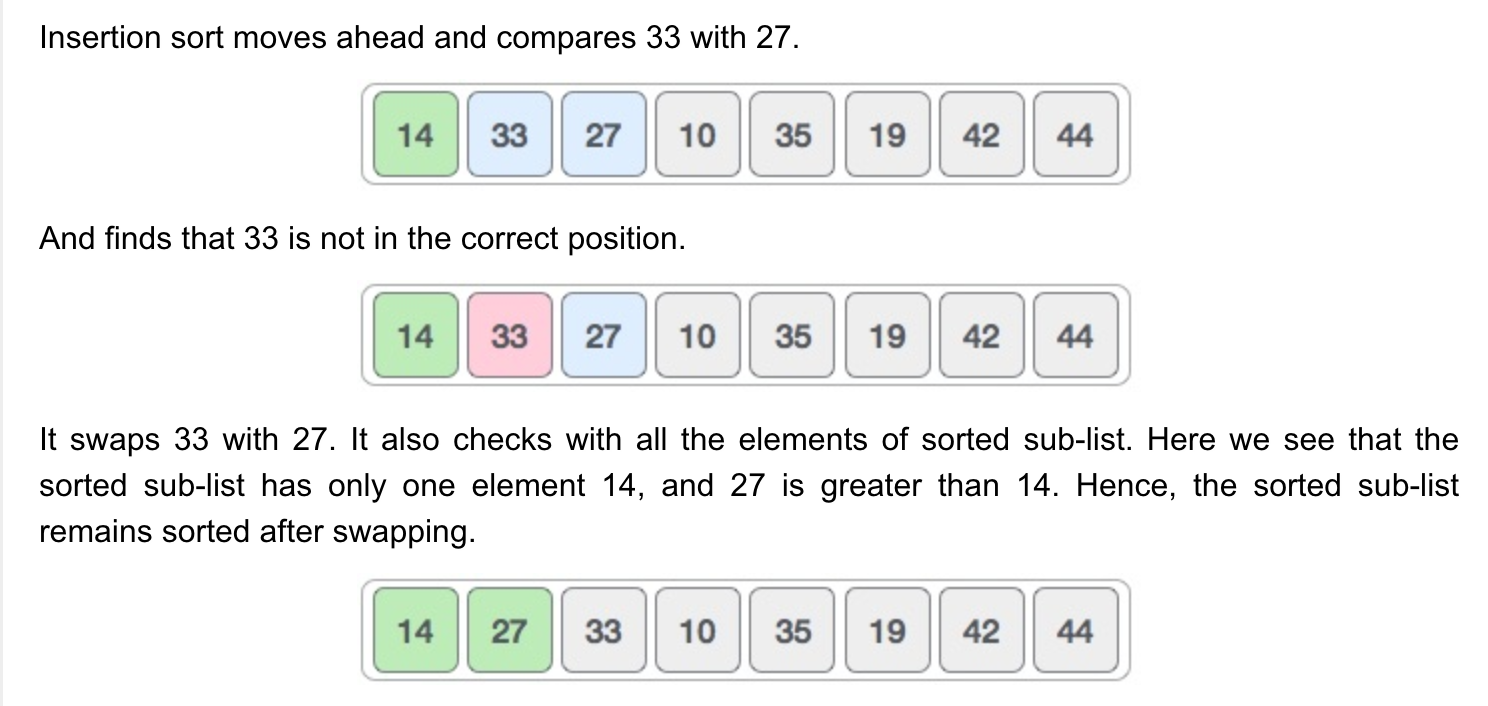 Insertion sort moves ahead and compares 33 with 27.
14 33 27 10 35 19 42 44
And finds that 33 is not in the correct position.
14 33 27 10 35 19 42 44
It swaps 33 with 27. It also checks with all the elements of sorted sub-list. Here we see that the
sorted sub-list has only one element 14, and 27 is greater than 14. Hence, the sorted sub-list
remains sorted after swapping.
14 27 33 10 35 19 42 44